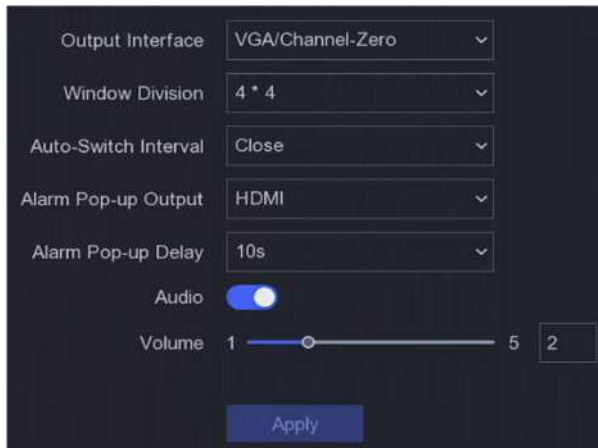 Output Interface VGA/Channel-Zero
Window Division 4 * 4
Auto-Switch Interval Close
Alarm Pop-up Output HDMI
Alarm Pop-up Delay 10s
Audio
Volume 1 5 2
Apply